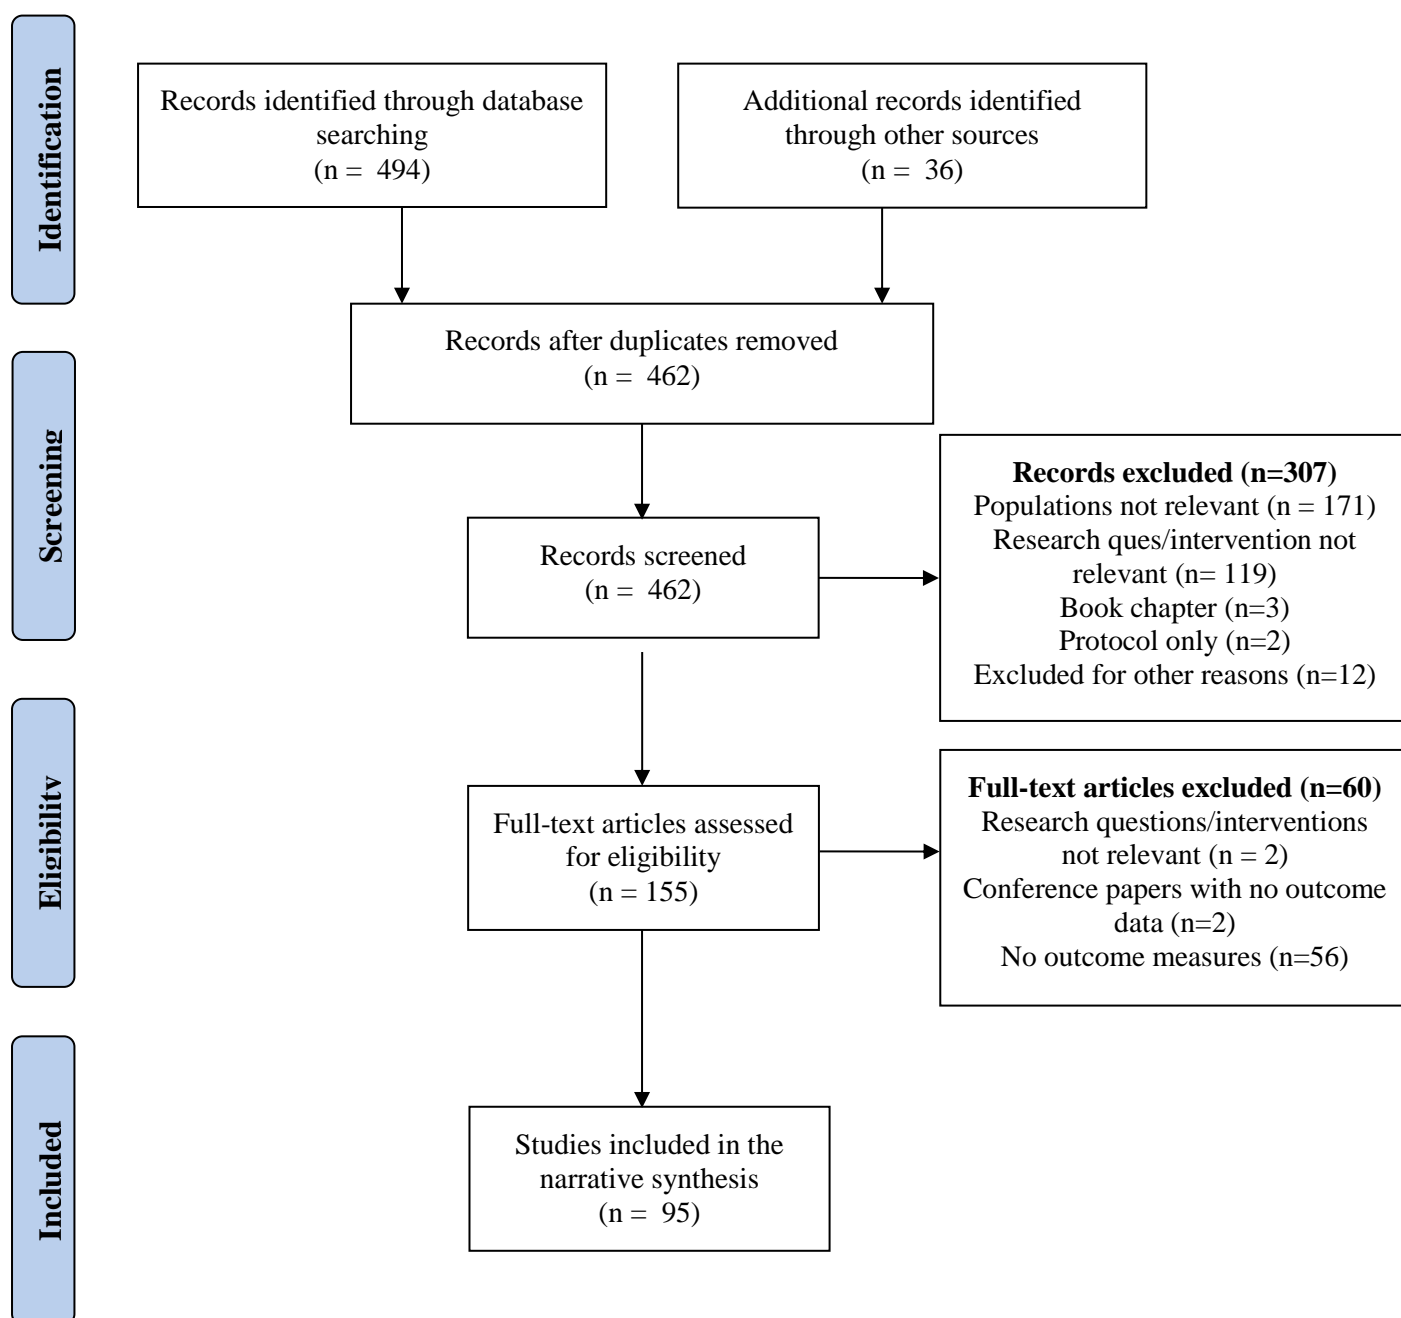 Identification
Records identified through database
searching
(n = 494)
Additional records identified
through other sources
(n = 36)
Records after duplicates removed
(n = 462)
Screening
Records screened
(n = 462)
Records excluded (n=307)
Populations not relevant (n = 171)
Research ques/intervention not
relevant (n= 119)
Book chapter (n=3)
Protocol only (n=2)
Excluded for other reasons (n=12)
Eligibility
Full-text articles assessed
for eligibility
(n = 155)
Full-text articles excluded (n=60)
Research questions/interventions
not relevant (n = 2)
Conference papers with no outcome
data (n=2)
No outcome measures (n=56)
Included
Studies included in the
narrative synthesis
(n = 95)